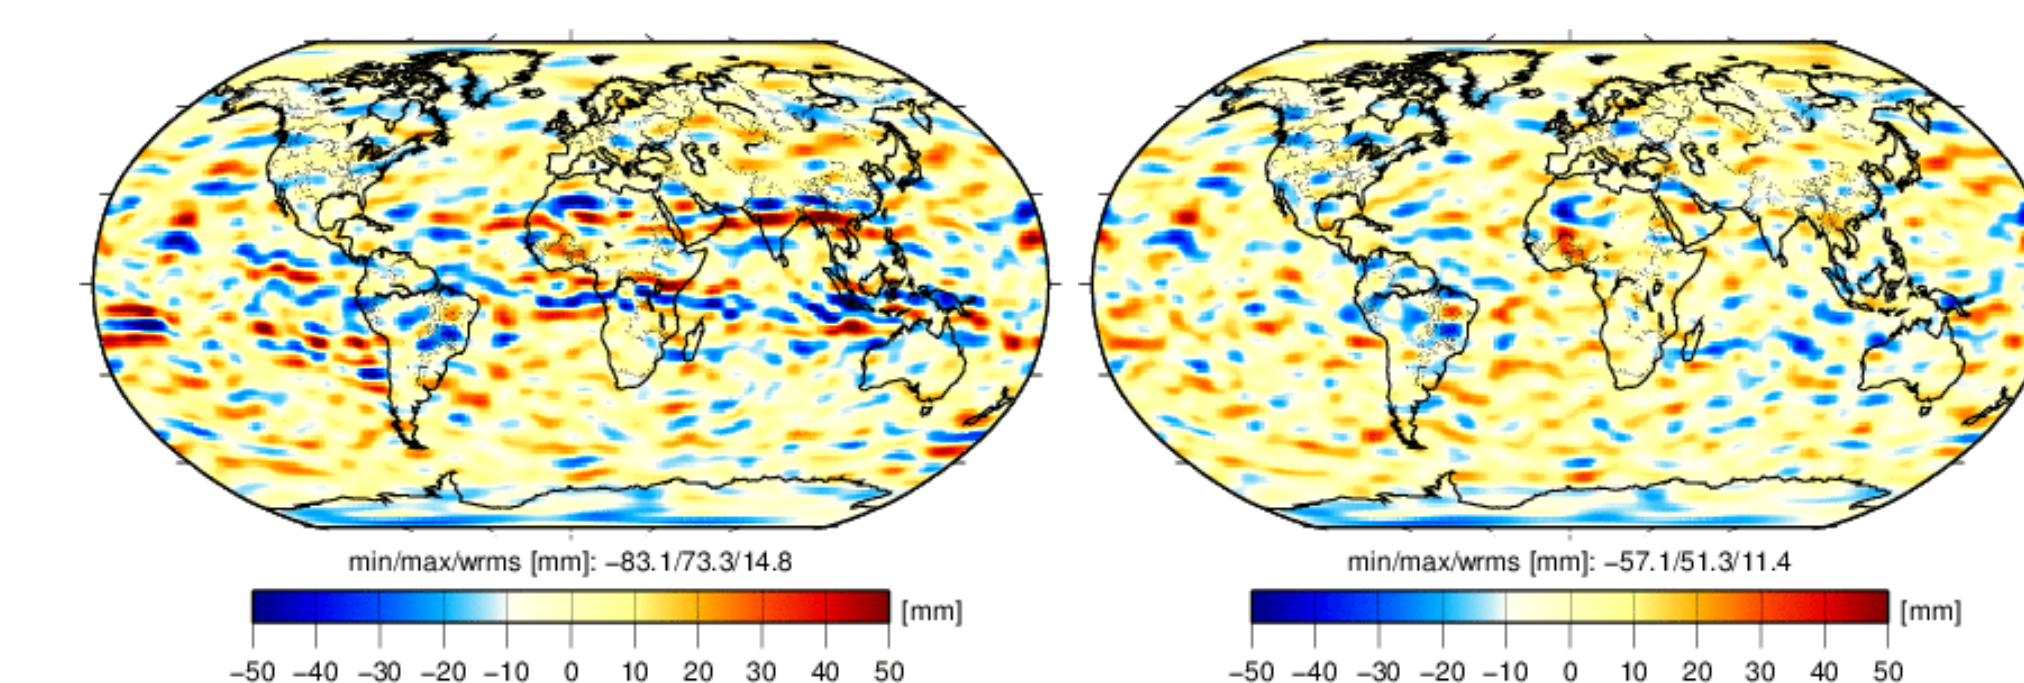 min/max/wrms [mm]: −83.1/73.3/14.8
[mm]
−50 −40 −30 −20 −10 0 10 20 30 40 50
min/max/wrms [mm]: −57.1/51.3/11.4
[mm]
−50 −40 −30 −20 −10 0 10 20 30 40 50